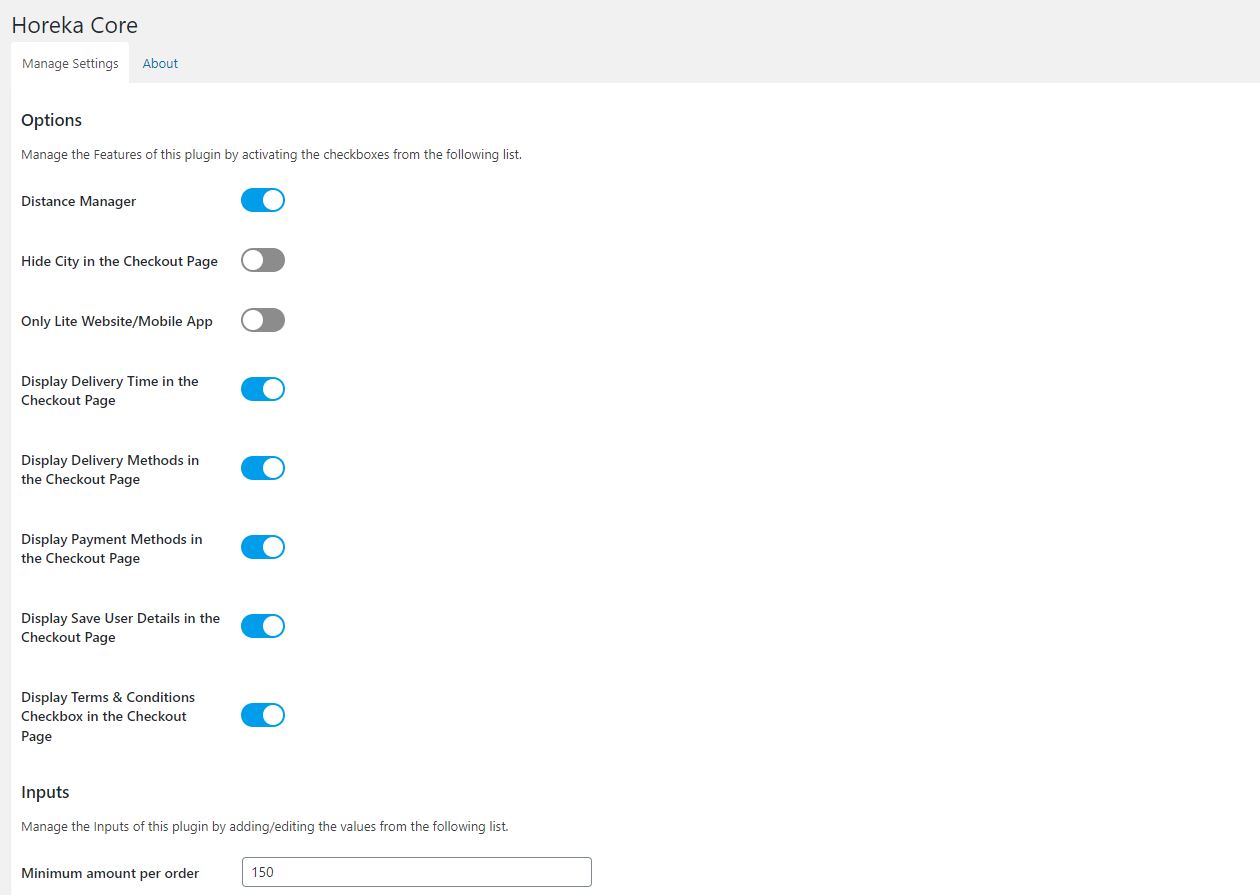 Horeka Core
Manage Settings
About
Options
Manage the Features of this plugin by activating the checkboxes from the following list.
Distance Manager
Hide City in the Checkout Page
Only Lite Website/Mobile App
Display Delivery Time in the
Checkout Page
Display Delivery Methods in
the Checkout Page
Display Payment Methods in
the Checkout Page
Display Save User Details in the
Checkout Page
Display Terms & Conditions
Checkbox in the Checkout
Page
Inputs
Manage the Inputs of this plugin by adding/editing the values from the following list.
Minimum amount per order
150